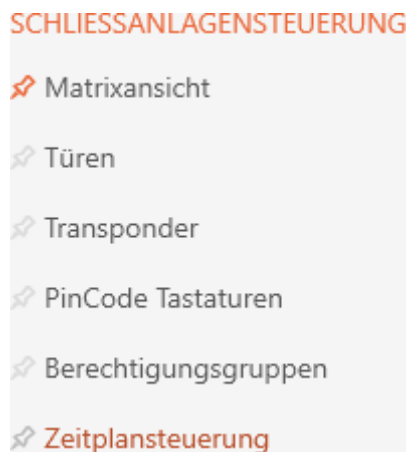 SCHLIESSANLAGENSTEUERUNG
Matrixansicht
Türen
Transponder
PinCode Tastaturen
Berechtigungsgruppen
Zeitplansteuerung